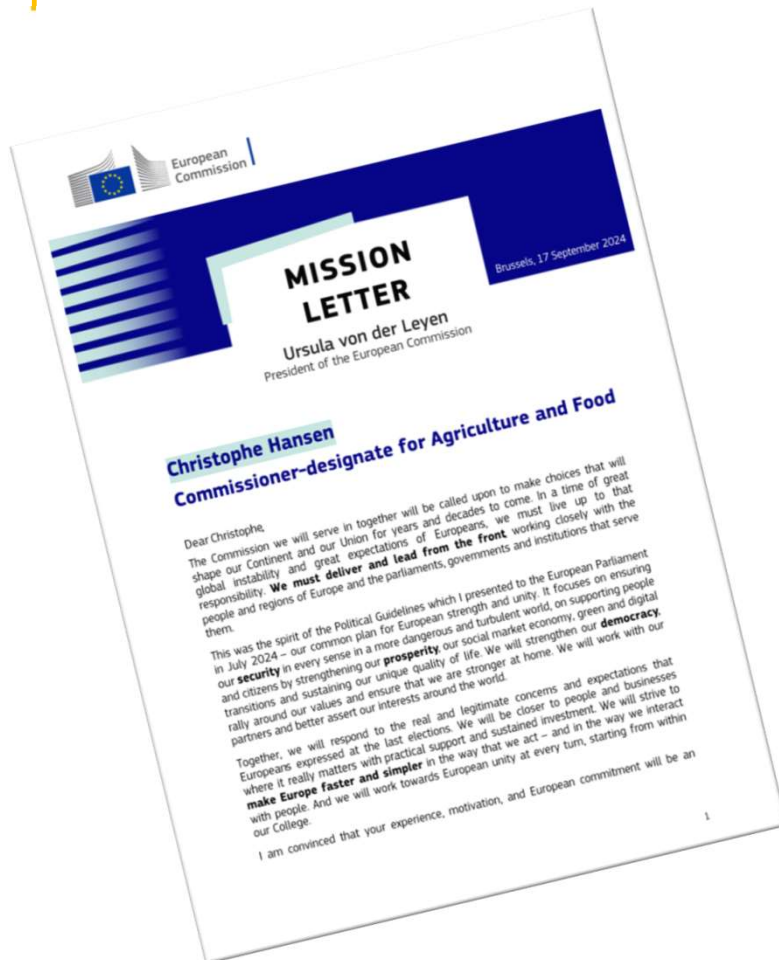 European
Commission
Brussels, 17 September 2024
MISSION
LETTER
Ursula von der Leyen
President of the European Commission
Christophe Hansen
Commissioner-designate for Agriculture and Food
Dear Christophe,
The Commission we will serve in together will be called upon to make choices that will
shape our Continent and our Union for years and decades to come. In a time of great
global instability and great expectations of Europeans, we must live up to that
responsibility. We must deliver and lead from the front working closely with the
people and regions of Europe and the parliaments, governments and institutions that serve
them.
This was the spirit of the Political Guidelines which I presented to the European Parliament
in July 2024 – our common plan for European strength and unity. It focuses on ensuring
our security in every sense in a more dangerous and turbulent world, on supporting people
and citizens by strengthening our prosperity, our social market economy, green and digital
transitions and sustaining our unique quality of life. We will strengthen our democracy,
rally around our values and ensure that we are stronger at home. We will work with our
partners and better assert our interests around the world.
Together, we will respond to the real and legitimate concerns and expectations that
Europeans expressed at the last elections. We will be closer to people and businesses
where it really matters with practical support and sustained investment. We will strive to
make Europe faster and simpler in the way that we act – and in the way we interact
with people. And we will work towards European unity at every turn, starting from within
our College.
I am convinced that your experience, motivation, and European commitment will be an
1